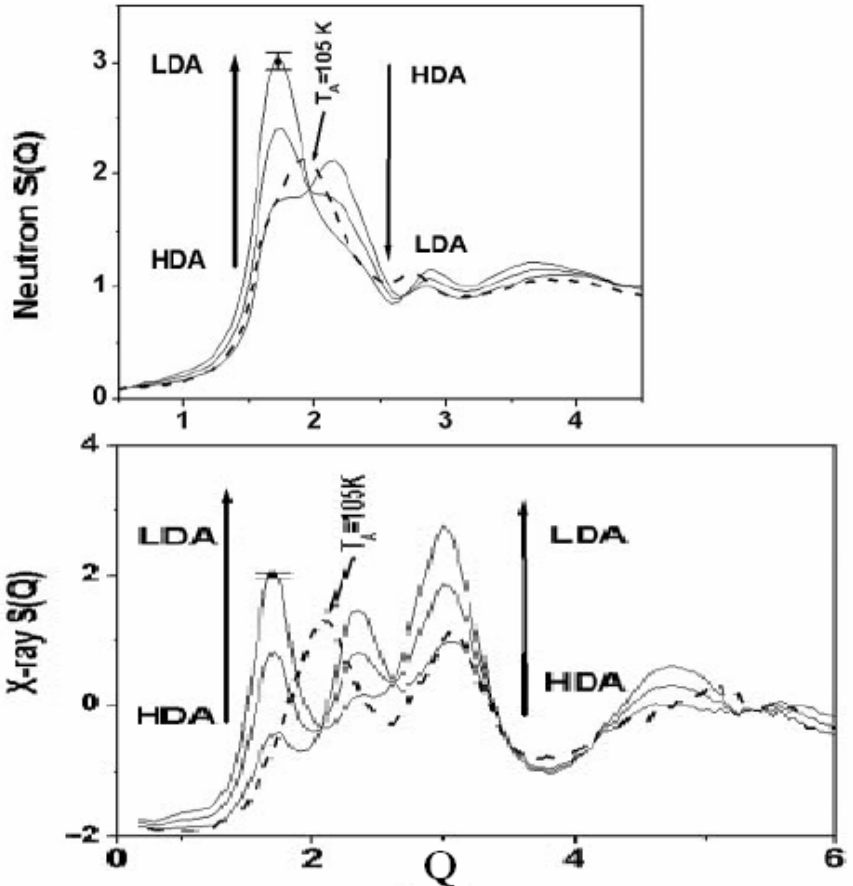 3
LDA
HDA
T_A=105 K
Neutron S(Q)
2
HDA
LDA
1
0
1 2 3 4
4
LDA
T_A=105K
LDA
2
X-ray S(Q)
0
HDA
HDA
−2
0 2 4 6
Q